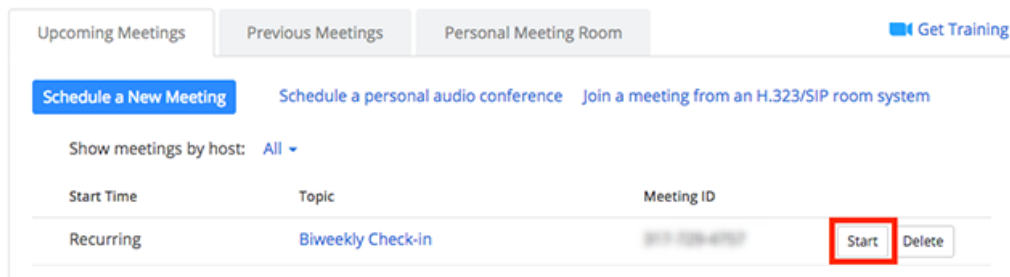 Upcoming Meetings Previous Meetings Personal Meeting Room Get Training
Schedule a New Meeting Schedule a personal audio conference Join a meeting from an H.323/SIP room system
Show meetings by host: All
Start Time Topic Meeting ID
Recurring Biweekly Check-in Start Delete